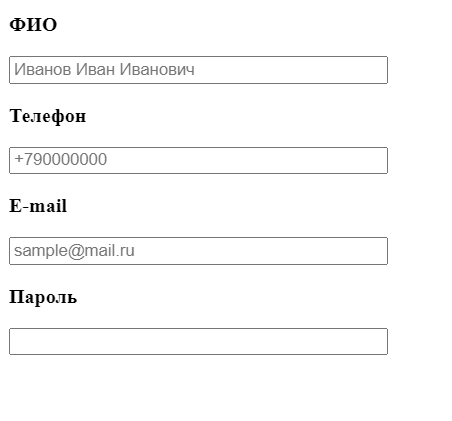 ФИО
Иванов Иван Иванович
Телефон
+790000000
E-mail
sample@mail.ru
Пароль